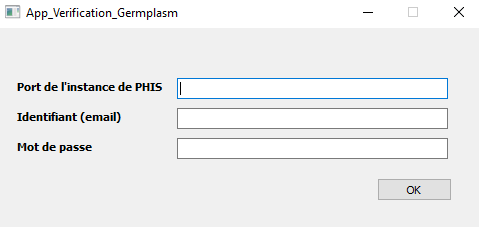 App_Verification_Germplasm
Port de l'instance de PHIS
Identifiant (email)
Mot de passe
OK